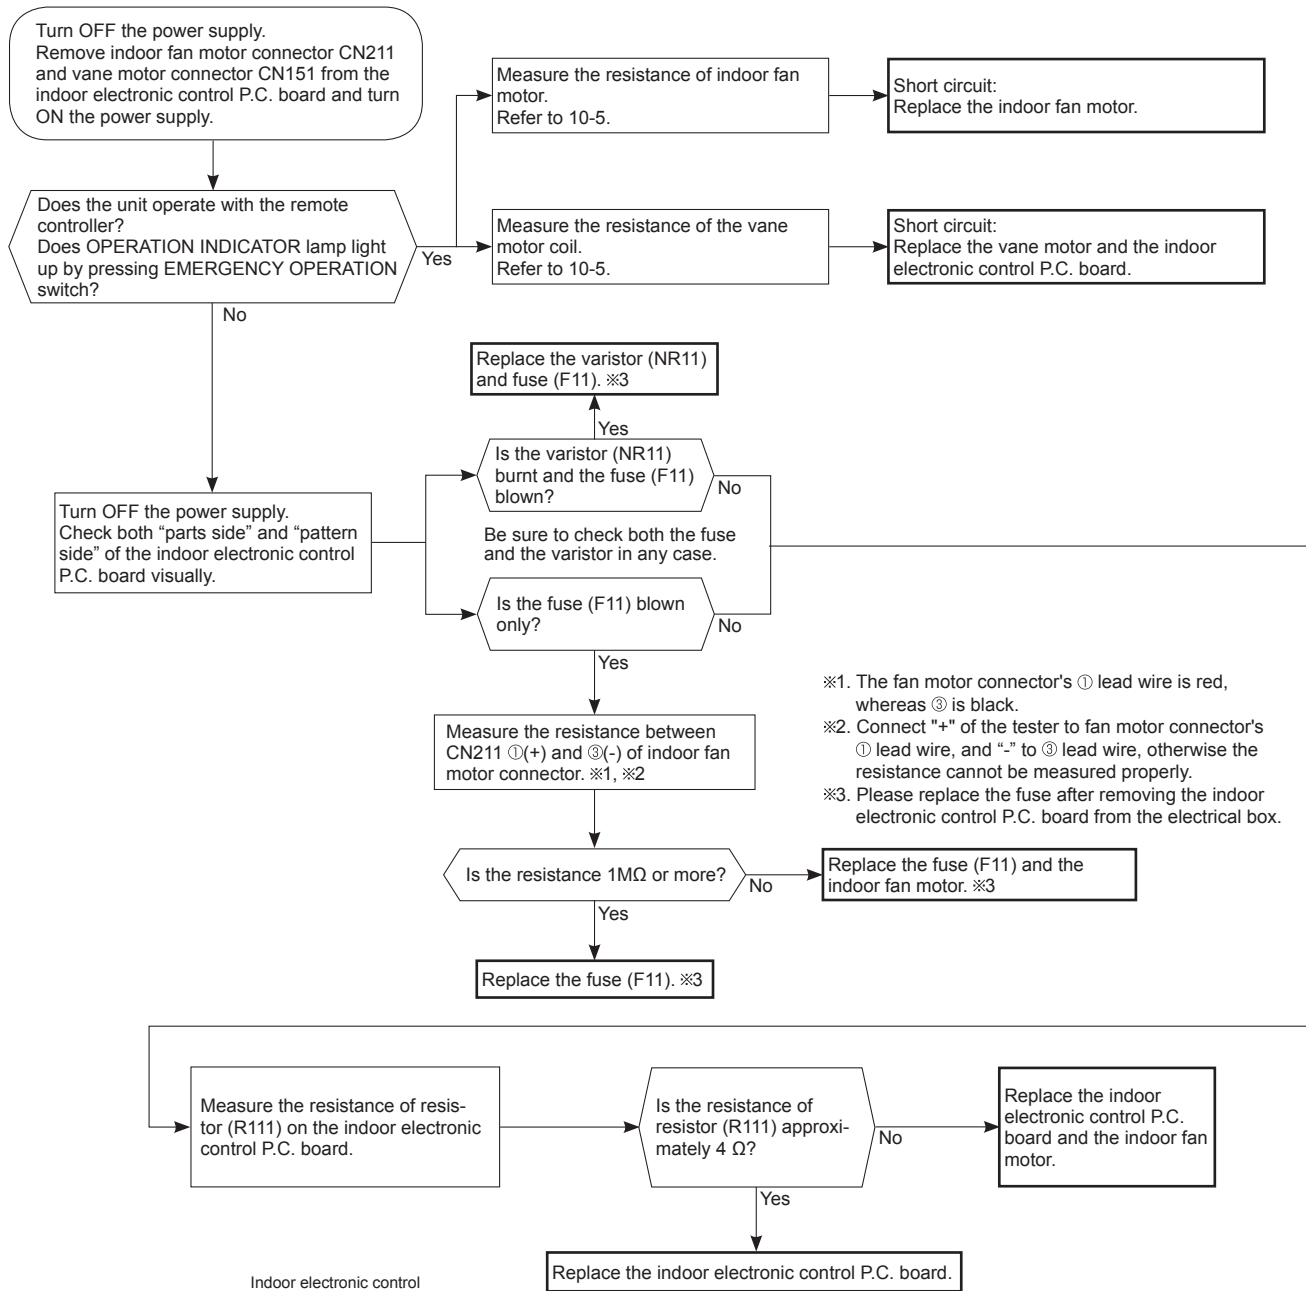 Turn OFF the power supply.
Remove indoor fan motor connector CN211
and vane motor connector CN151 from the
indoor electronic control P.C. board and turn
ON the power supply.
Measure the resistance of indoor fan
motor.
Refer to 10-5.
Short circuit:
Replace the indoor fan motor.
Does the unit operate with the remote
controller?
Does OPERATION INDICATOR lamp light
up by pressing EMERGENCY OPERATION
switch?
Yes
Measure the resistance of the vane
motor coil.
Refer to 10-5.
Short circuit:
Replace the vane motor and the indoor
electronic control P.C. board.
No
Replace the varistor (NR11)
and fuse (F11). ※3
Yes
Is the varistor (NR11)
burnt and the fuse (F11)
blown?
No
Turn OFF the power supply.
Check both “parts side” and “pattern
side” of the indoor electronic control
P.C. board visually.
Be sure to check both the fuse
and the varistor in any case.
Is the fuse (F11) blown
only?
No
Yes
※1. The fan motor connector's ① lead wire is red,
whereas ③ is black.
※2. Connect "+" of the tester to fan motor connector's
① lead wire, and “-” to ③ lead wire, otherwise the
resistance cannot be measured properly.
※3. Please replace the fuse after removing the indoor
electronic control P.C. board from the electrical box.
Measure the resistance between
CN211 ①(+) and ③(-) of indoor fan
motor connector. ※1, ※2
Is the resistance 1MΩ or more?
No
Replace the fuse (F11) and the
indoor fan motor. ※3
Yes
Replace the fuse (F11). ※3
Measure the resistance of resis-
tor (R111) on the indoor electronic
control P.C. board.
Is the resistance of
resistor (R111) approxi-
mately 4 Ω?
No
Replace the indoor
electronic control P.C.
board and the indoor fan
motor.
Yes
Replace the indoor electronic control P.C. board.
Indoor electronic control